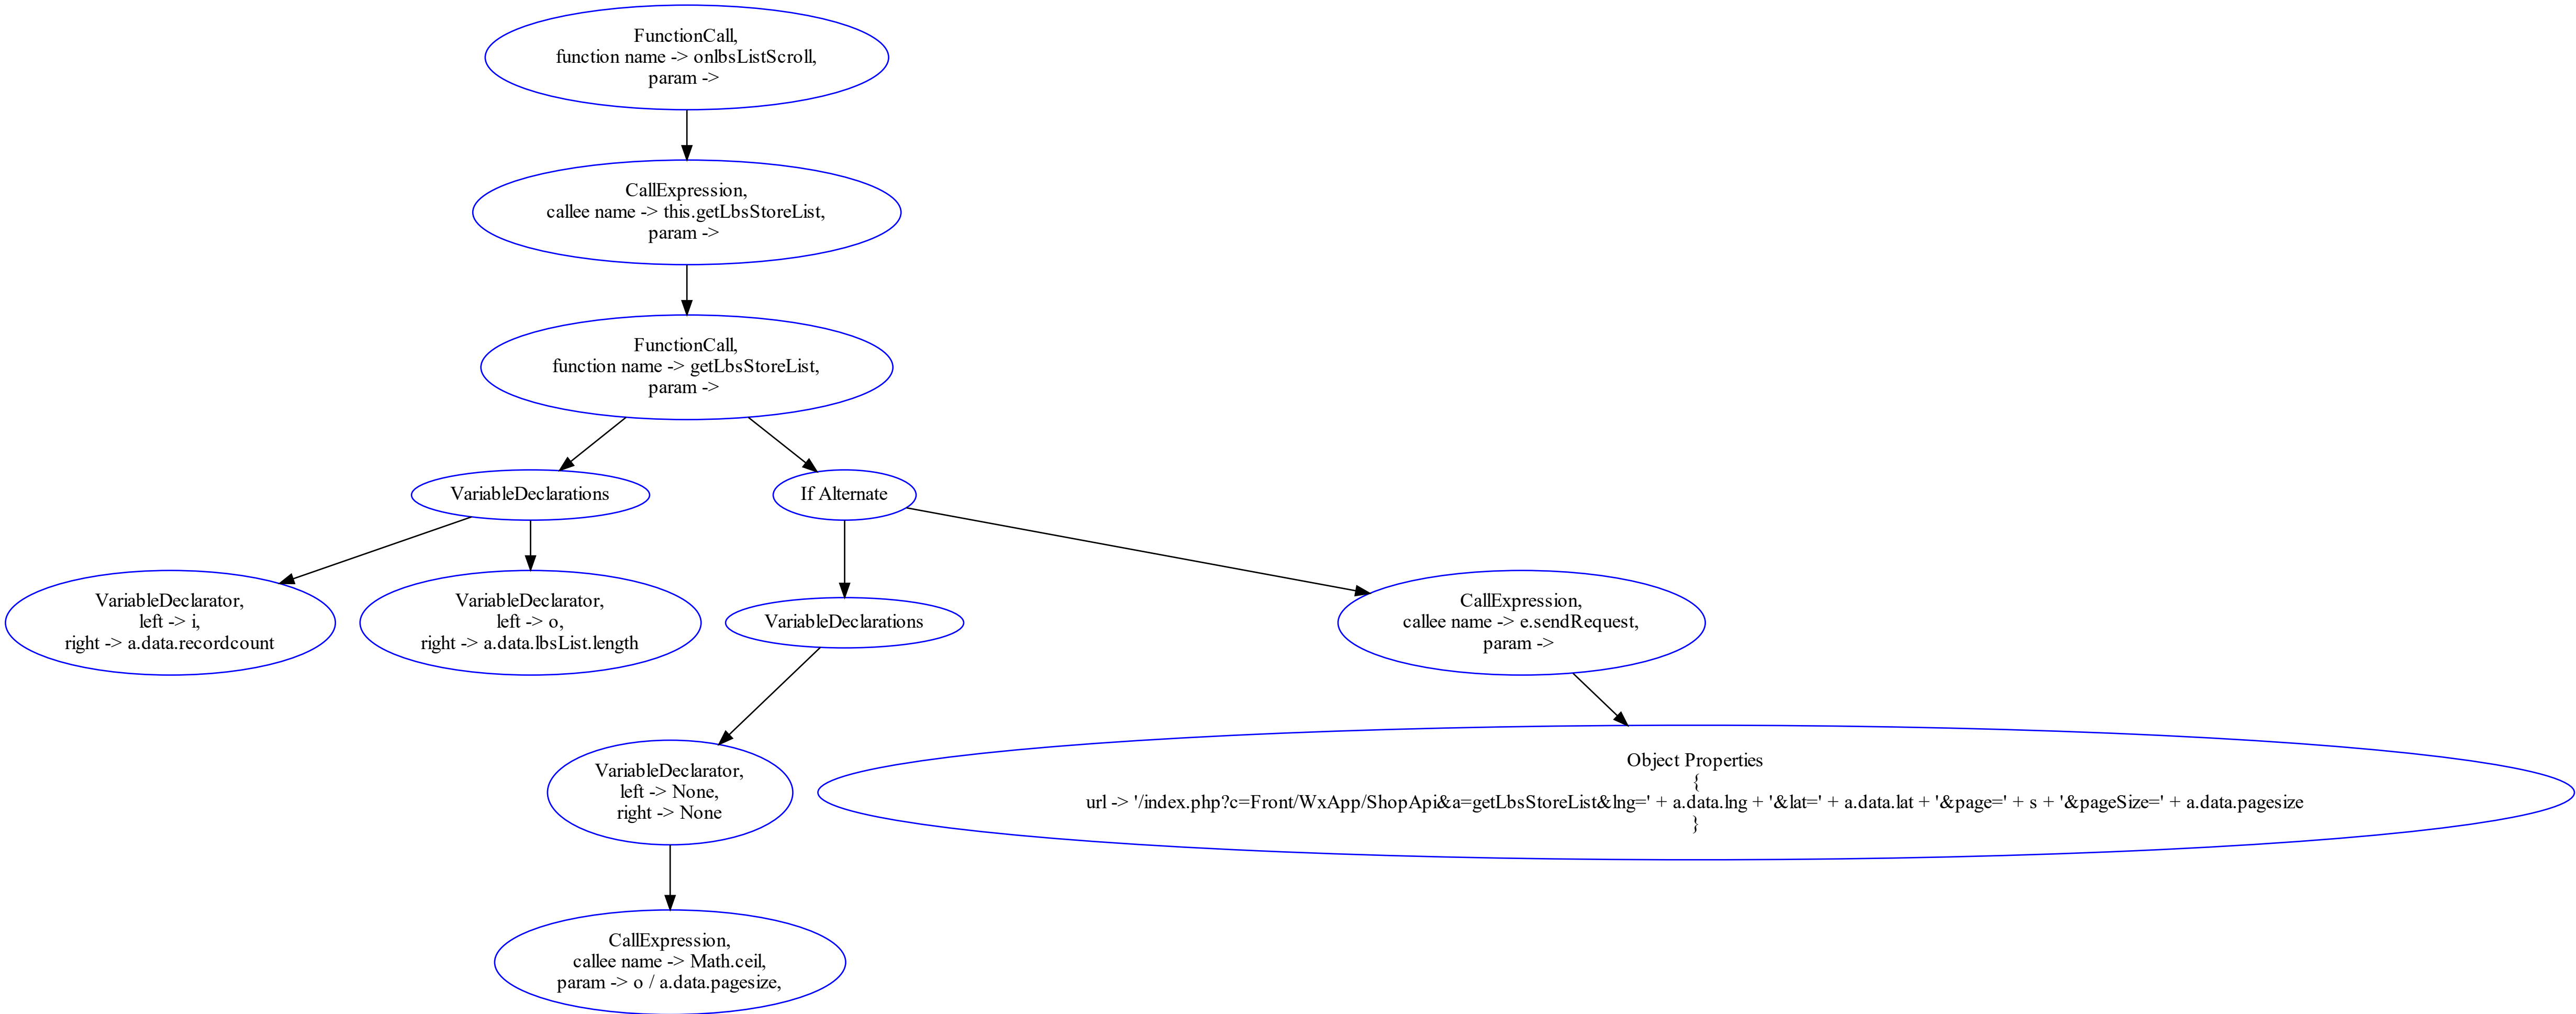 FunctionCall,
function name -> onlbsListScroll,
param ->
CallExpression,
callee name -> this.getLbsStoreList,
param ->
FunctionCall,
function name -> getLbsStoreList,
param ->
VariableDeclarations
If Alternate
VariableDeclarator,
left -> i,
right -> a.data.recordcount
VariableDeclarator,
left -> o,
right -> a.data.lbsList.length
VariableDeclarations
CallExpression,
callee name -> e.sendRequest,
param ->
VariableDeclarator,
left -> None,
right -> None
Object Properties
{
url -> '/index.php?c=Front/WxApp/ShopApi&a=getLbsStoreList&lng=' + a.data.lng + '&lat=' + a.data.lat + '&page=' + s + '&pageSize=' + a.data.pagesize
}
CallExpression,
callee name -> Math.ceil,
param -> o / a.data.pagesize,